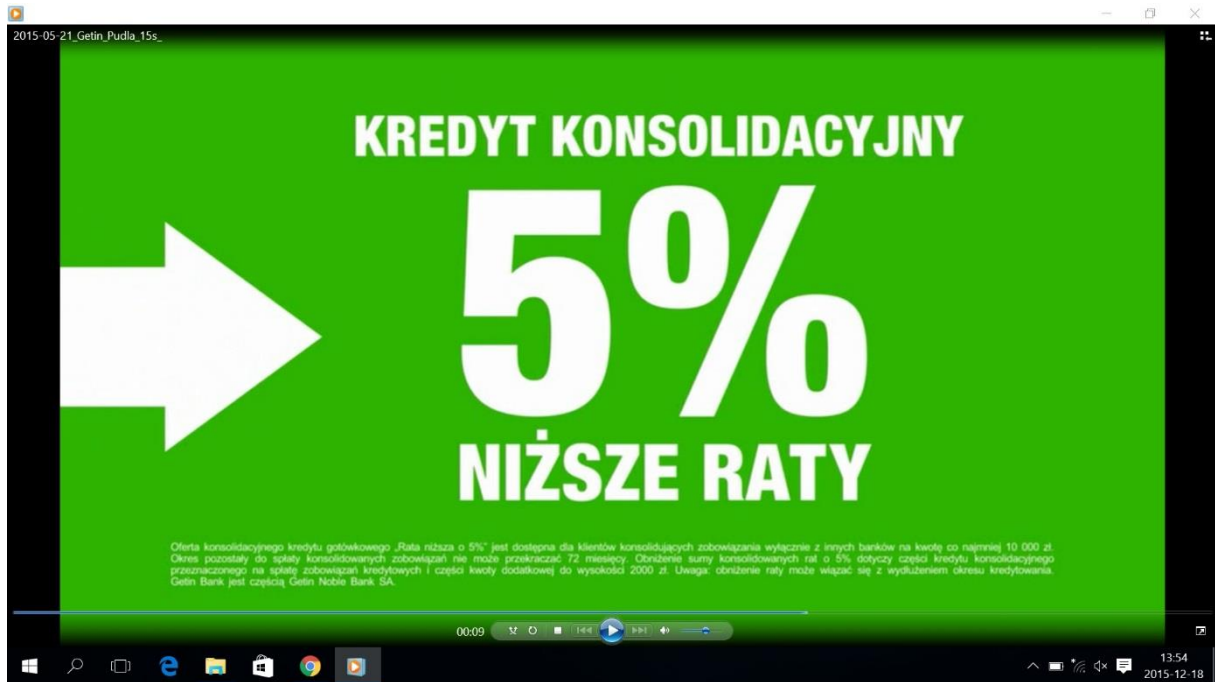 2015-05-21_Getin_Pudla_15s_
KREDYT KONSOLIDACYJNY
5%
NIŻSZE RATY
Oferta konsolidacyjnego kredytu gotówkowego „Rata niższa o 5%” jest dostępna dla klientów konsolidujących zobowiązania wyłącznie z innych banków na kwotę co najmniej 10 000 zł.
Okres pozostały do spłaty konsolidowanych zobowiązań nie może przekraczać 72 miesięcy. Obniżenie sumy konsolidowanych rat o 5% dotyczy części kredytu konsolidacyjnego
przeznaczonego na spłatę zobowiązań kredytowych i części kwoty dodatkowej do wysokości 2000 zł. Uwaga: obniżenie raty może wiązać się z wydłużeniem okresu kredytowania.
Getin Bank jest częścią Getin Noble Bank SA.
00:09
13:54
2015-12-18